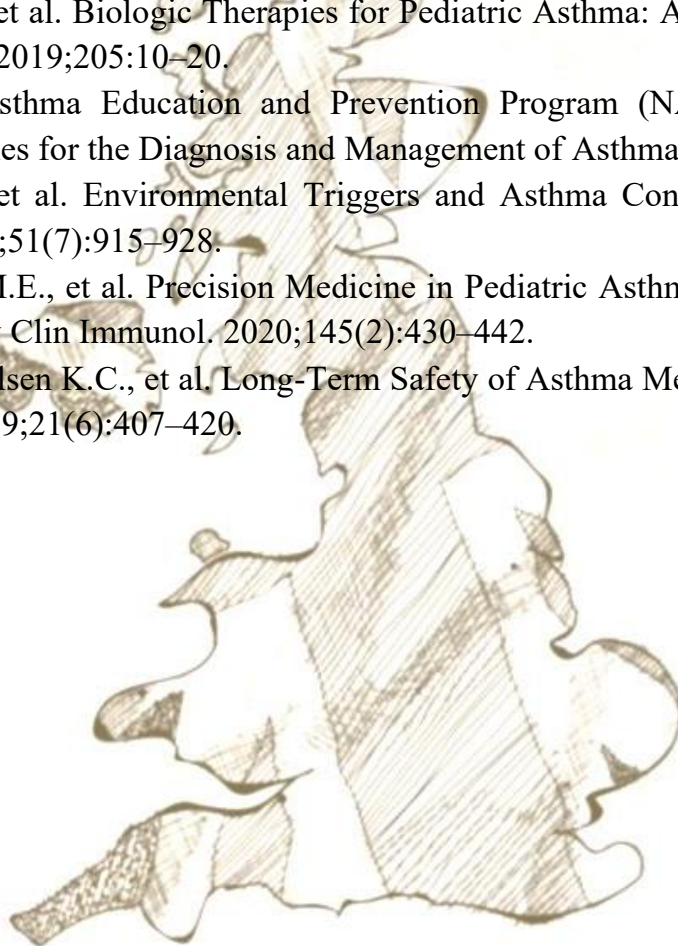 et al. Biologic Therapies for Pediatric Asthma: A
2019;205:10–20.
sthma Education and Prevention Program (NA
es for the Diagnosis and Management of Asthma
et al. Environmental Triggers and Asthma Con
;51(7):915–928.
I.E., et al. Precision Medicine in Pediatric Asthm
Clin Immunol. 2020;145(2):430–442.
lsen K.C., et al. Long-Term Safety of Asthma Me
9;21(6):407–420.